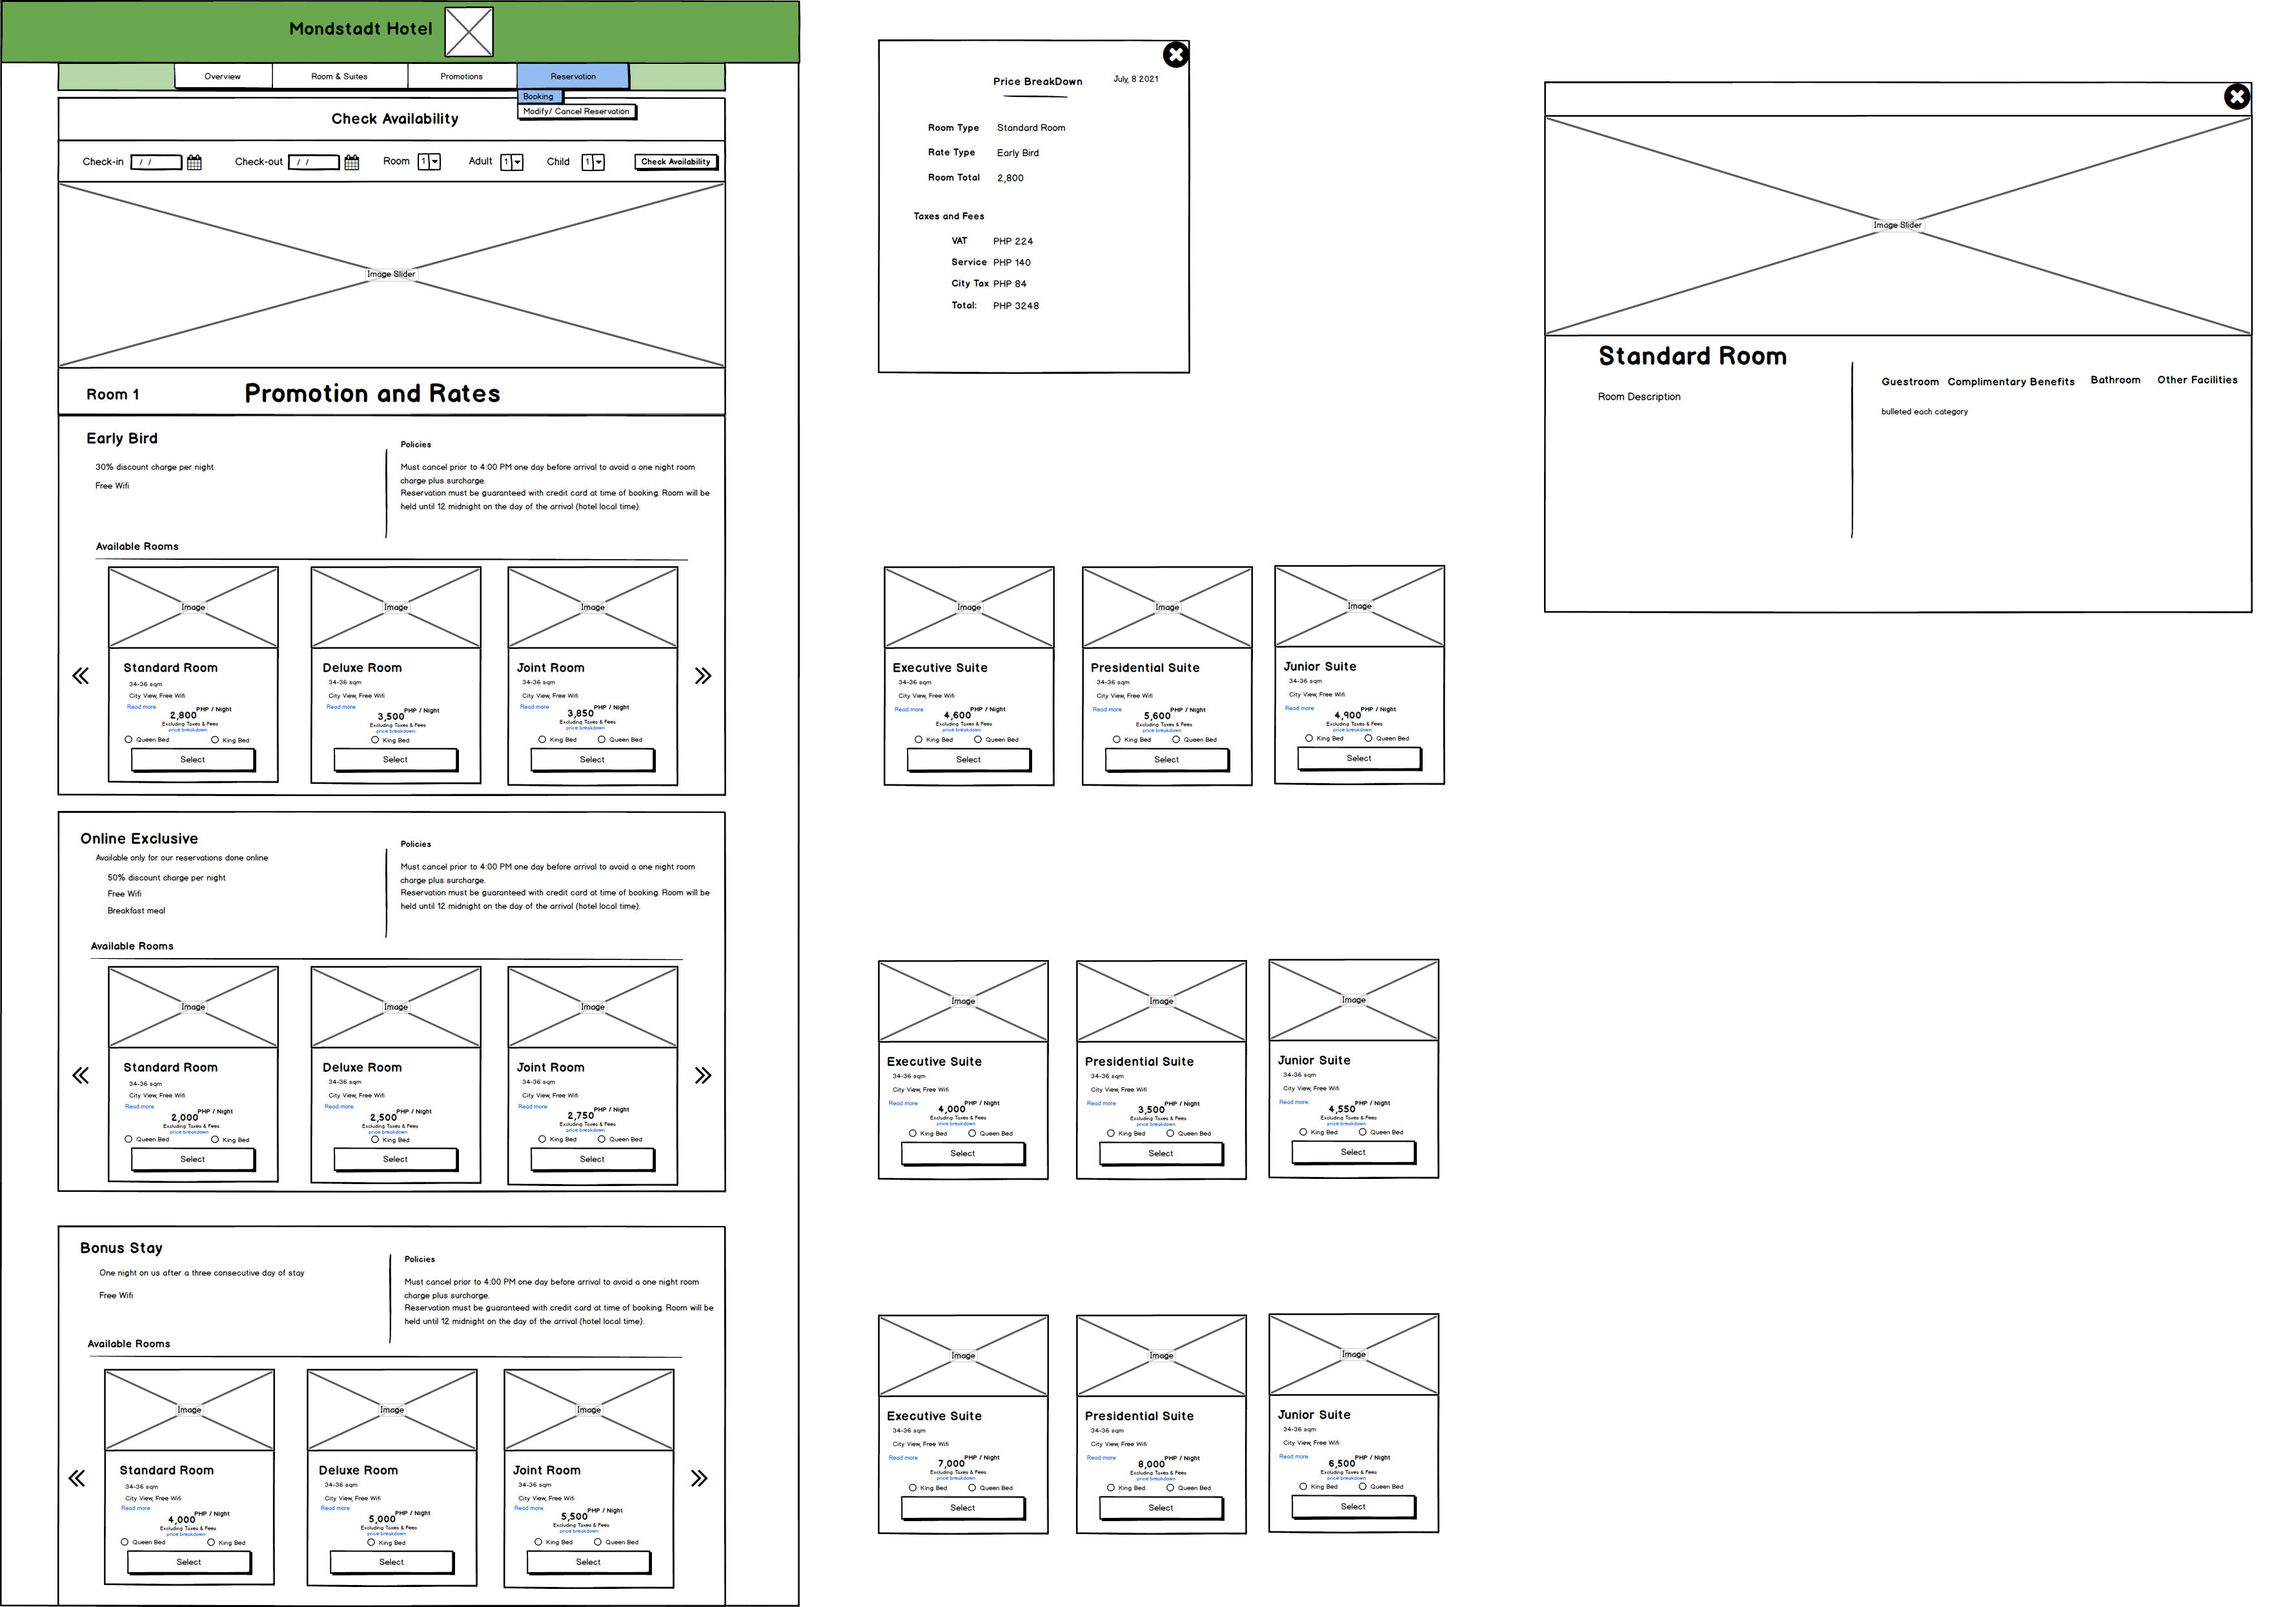 Mondstadt Hotel
Overview
Room & Suites
Promotions
Reservation
Booking
Modify/ Cancel Reservation
Check Availability
Check-in / /
Check-out / /
Room 1
Adult 1
Child 1
Check Availability
Image Slider
Room 1
Promotion and Rates
Early Bird
30% discount charge per night
Free Wifi
Policies
Must cancel prior to 4:00 PM one day before arrival to avoid a one night room
charge plus surcharge.
Reservation must be guaranteed with credit card at time of booking. Room will be
held until 12 midnight on the day of the arrival (hotel local time).
Available Rooms
Image
Standard Room
34-36 sqm
City View, Free Wifi
Read more
2,800 PHP / Night
Excluding Taxes & Fees
price breakdown
Queen Bed
King Bed
Select
Image
Deluxe Room
34-36 sqm
City View, Free Wifi
Read more
3,500 PHP / Night
Excluding Taxes & Fees
price breakdown
King Bed
Select
Image
Joint Room
34-36 sqm
City View, Free Wifi
Read more
3,850 PHP / Night
Excluding Taxes & Fees
price breakdown
King Bed
Queen Bed
Select
Online Exclusive
Available only for our reservations done online
50% discount charge per night
Free Wifi
Breakfast meal
Policies
Must cancel prior to 4:00 PM one day before arrival to avoid a one night room
charge plus surcharge.
Reservation must be guaranteed with credit card at time of booking. Room will be
held until 12 midnight on the day of the arrival (hotel local time).
Available Rooms
Image
Standard Room
34-36 sqm
City View, Free Wifi
Read more
2,000 PHP / Night
Excluding Taxes & Fees
price breakdown
Queen Bed
King Bed
Select
Image
Deluxe Room
34-36 sqm
City View, Free Wifi
Read more
2,500 PHP / Night
Excluding Taxes & Fees
price breakdown
King Bed
Select
Image
Joint Room
34-36 sqm
City View, Free Wifi
Read more
2,750 PHP / Night
Excluding Taxes & Fees
price breakdown
King Bed
Queen Bed
Select
Bonus Stay
One night on us after a three consecutive day of stay
Free Wifi
Policies
Must cancel prior to 4:00 PM one day before arrival to avoid a one night room
charge plus surcharge.
Reservation must be guaranteed with credit card at time of booking. Room will be
held until 12 midnight on the day of the arrival (hotel local time).
Available Rooms
Image
Standard Room
34-36 sqm
City View, Free Wifi
Read more
4,000 PHP / Night
Excluding Taxes & Fees
price breakdown
Queen Bed
King Bed
Select
Image
Deluxe Room
34-36 sqm
City View, Free Wifi
Read more
5,000 PHP / Night
Excluding Taxes & Fees
price breakdown
King Bed
Select
Image
Joint Room
34-36 sqm
City View, Free Wifi
Read more
5,500 PHP / Night
Excluding Taxes & Fees
price breakdown
King Bed
Queen Bed
Select
Price BreakDown
July, 8 2021
Room Type Standard Room
Rate Type Early Bird
Room Total 2,800
Taxes and Fees
VAT PHP 224
Service PHP 140
City Tax PHP 84
Total: PHP 3248
Image
Executive Suite
34-36 sqm
City View, Free Wifi
Read more
4,600 PHP / Night
Excluding Taxes & Fees
price breakdown
King Bed
Queen Bed
Select
Image
Presidential Suite
34-36 sqm
City View, Free Wifi
Read more
5,600 PHP / Night
Excluding Taxes & Fees
price breakdown
King Bed
Queen Bed
Select
Image
Junior Suite
34-36 sqm
City View, Free Wifi
Read more
4,900 PHP / Night
Excluding Taxes & Fees
price breakdown
King Bed
Queen Bed
Select
Image
Executive Suite
34-36 sqm
City View, Free Wifi
Read more
4,000 PHP / Night
Excluding Taxes & Fees
price breakdown
King Bed
Queen Bed
Select
Image
Presidential Suite
34-36 sqm
City View, Free Wifi
Read more
3,500 PHP / Night
Excluding Taxes & Fees
price breakdown
King Bed
Queen Bed
Select
Image
Junior Suite
34-36 sqm
City View, Free Wifi
Read more
4,550 PHP / Night
Excluding Taxes & Fees
price breakdown
King Bed
Queen Bed
Select
Image
Executive Suite
34-36 sqm
City View, Free Wifi
Read more
7,000 PHP / Night
Excluding Taxes & Fees
price breakdown
King Bed
Queen Bed
Select
Image
Presidential Suite
34-36 sqm
City View, Free Wifi
Read more
8,000 PHP / Night
Excluding Taxes & Fees
price breakdown
King Bed
Queen Bed
Select
Image
Junior Suite
34-36 sqm
City View, Free Wifi
Read more
6,500 PHP / Night
Excluding Taxes & Fees
price breakdown
King Bed
Queen Bed
Select
Image Slider
Standard Room
Room Description
Guestroom
Complimentary Benefits
Bathroom
Other Facilities
bulleted each category